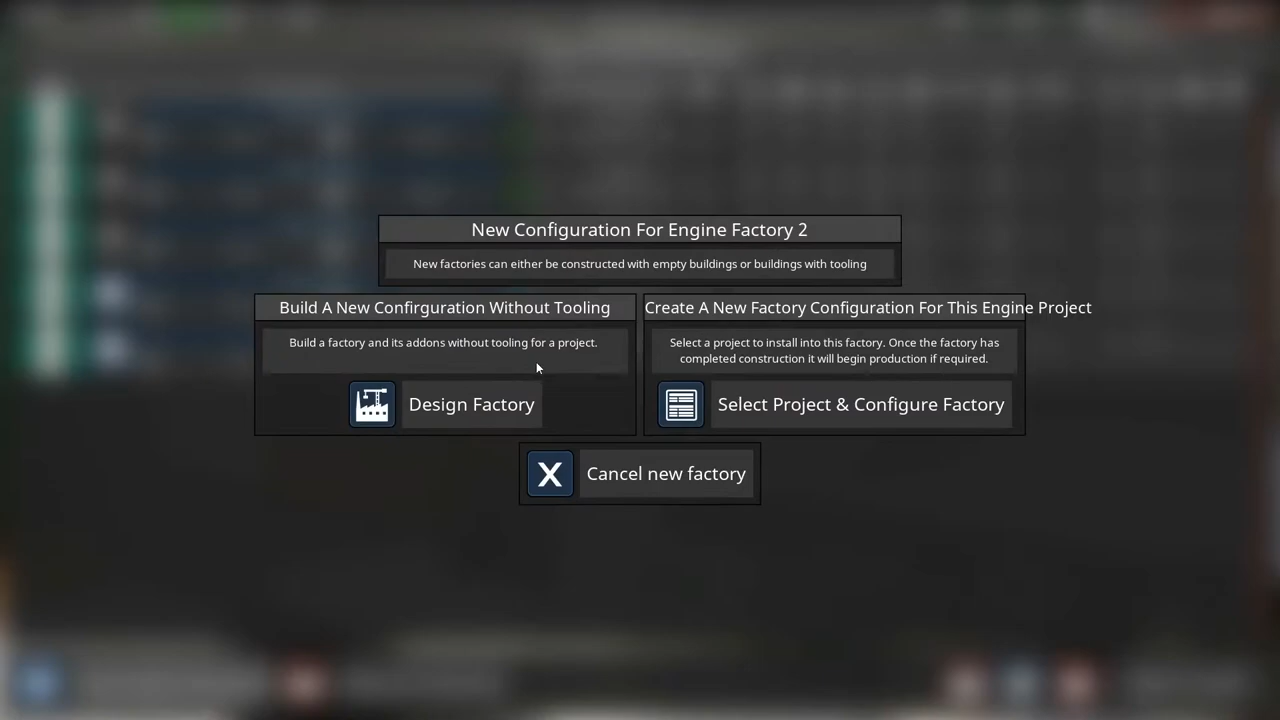 New Configuration For Engine Factory 2
New factories can either be constructed with empty buildings or buildings with tooling
Build A New Confirguration Without Tooling
Build a factory and its addons without tooling for a project.
Design Factory
Create A New Factory Configuration For This Engine Project
Select a project to install into this factory. Once the factory has
completed construction it will begin production if required.
Select Project & Configure Factory
X
Cancel new factory